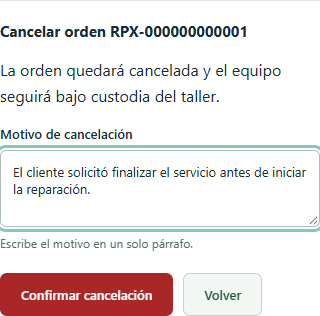 Cancelar orden RPX-000000000001
La orden quedará cancelada y el equipo
seguirá bajo custodia del taller.
Motivo de cancelación
El cliente solicitó finalizar el servicio antes de iniciar
la reparación.
Escribe el motivo en un solo párrafo.
Confirmar cancelación
Volver